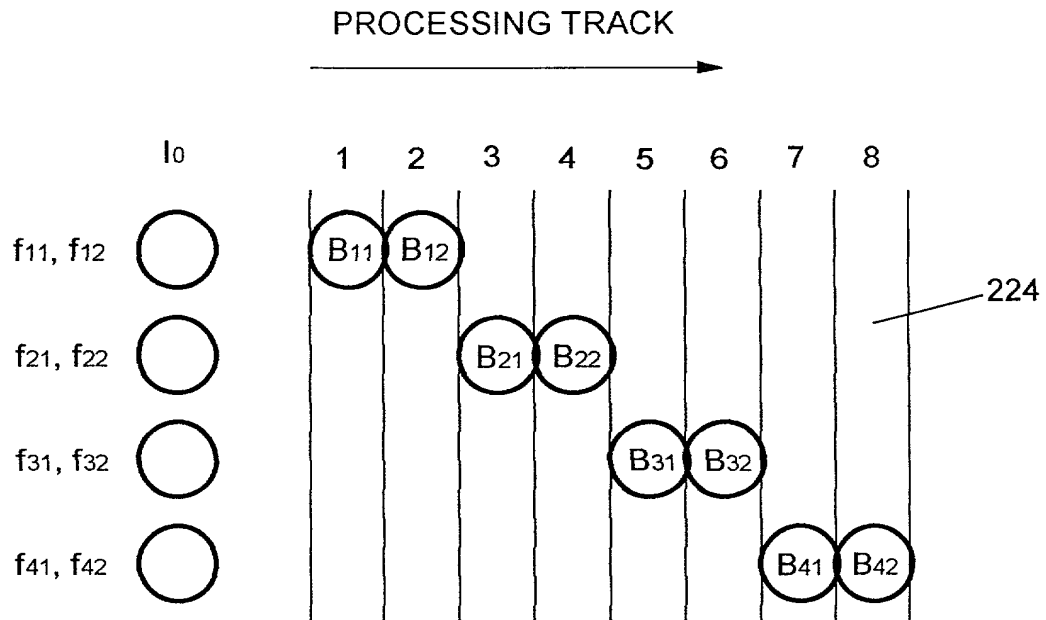 PROCESSING TRACK
I0 1 2 3 4 5 6 7 8
f11, f12 B11 B12
224
f21, f22 B21 B22
f31, f32 B31 B32
f41, f42 B41 B42